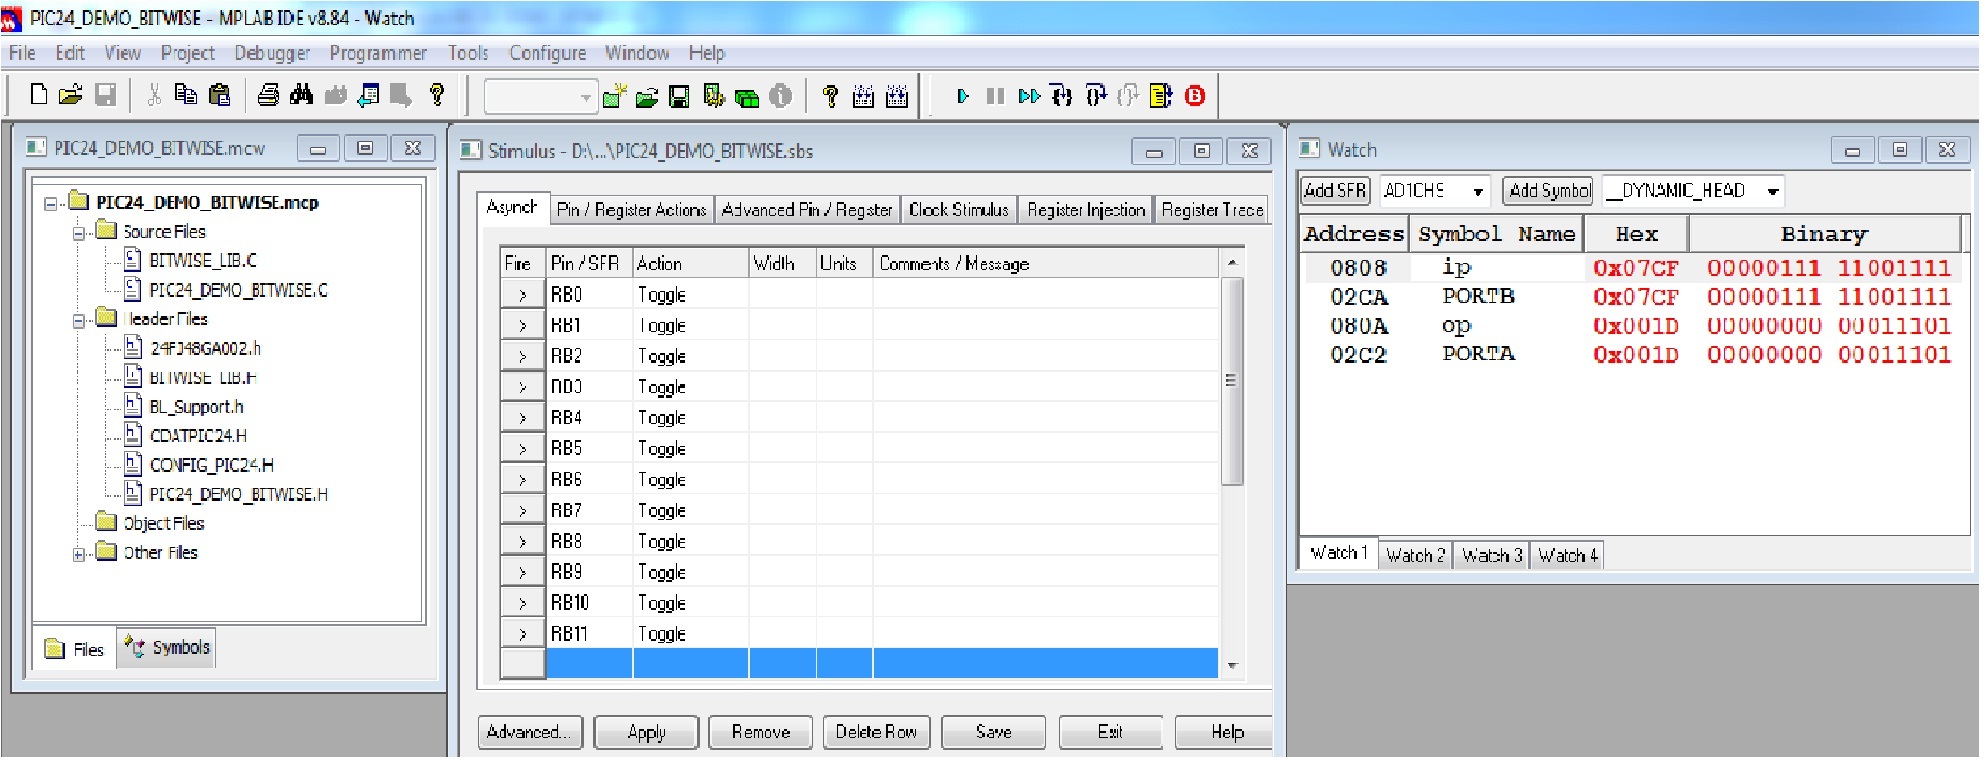 PIC24_DEMO_BITWISE - MPLAB IDE v8.84 - Watch
File Edit View Project Debugger Programmer Tools Configure Window Help
PIC24_DEMO_BITWISE.mcw
PIC24_DEMO_BITWISE.mcp
Source Files
BITWISE_LIB.C
PIC24_DEMO_BITWISE.C
Header Files
24FJ48GA002.h
BITWISE_LIB.H
BL_Support.h
CDATPIC24.H
CONFIG_PIC24.H
PIC24_DEMO_BITWISE.H
Object Files
Other Files
Files Symbols
Stimulus - D:\...\PIC24_DEMO_BITWISE.sbs
Asynch Pin / Register Actions Advanced Pin / Register Clock Stimulus Register Injection Register Trace
Fire Pin / SFR Action Width Units Comments / Message
> RB0 Toggle
> RB1 Toggle
> RB2 Toggle
> RB3 Toggle
> RB4 Toggle
> RB5 Toggle
> RB6 Toggle
> RB7 Toggle
> RB8 Toggle
> RB9 Toggle
> RB10 Toggle
> RB11 Toggle
Advanced... Apply Remove Delete Row Save Exit Help
Watch
Add SFR AD1CHS Add Symbol __DYNAMIC_HEAD
Address Symbol Name Hex Binary
0808 ip 0x07CF 00000111 11001111
02CA PORTB 0x07CF 00000111 11001111
080A op 0x001D 00000000 00011101
02C2 PORTA 0x001D 00000000 00011101
Watch 1 Watch 2 Watch 3 Watch 4